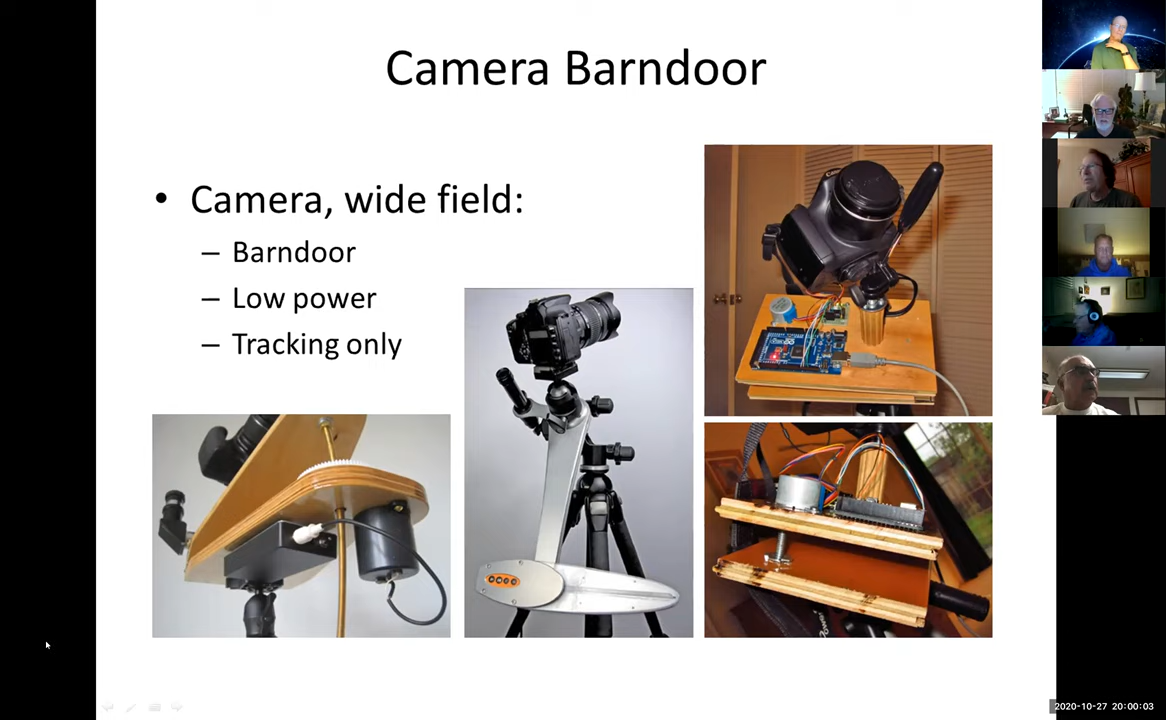 Camera Barndoor
• Camera, wide field:
– Barndoor
– Low power
– Tracking only
2020-10-27 20:00:03